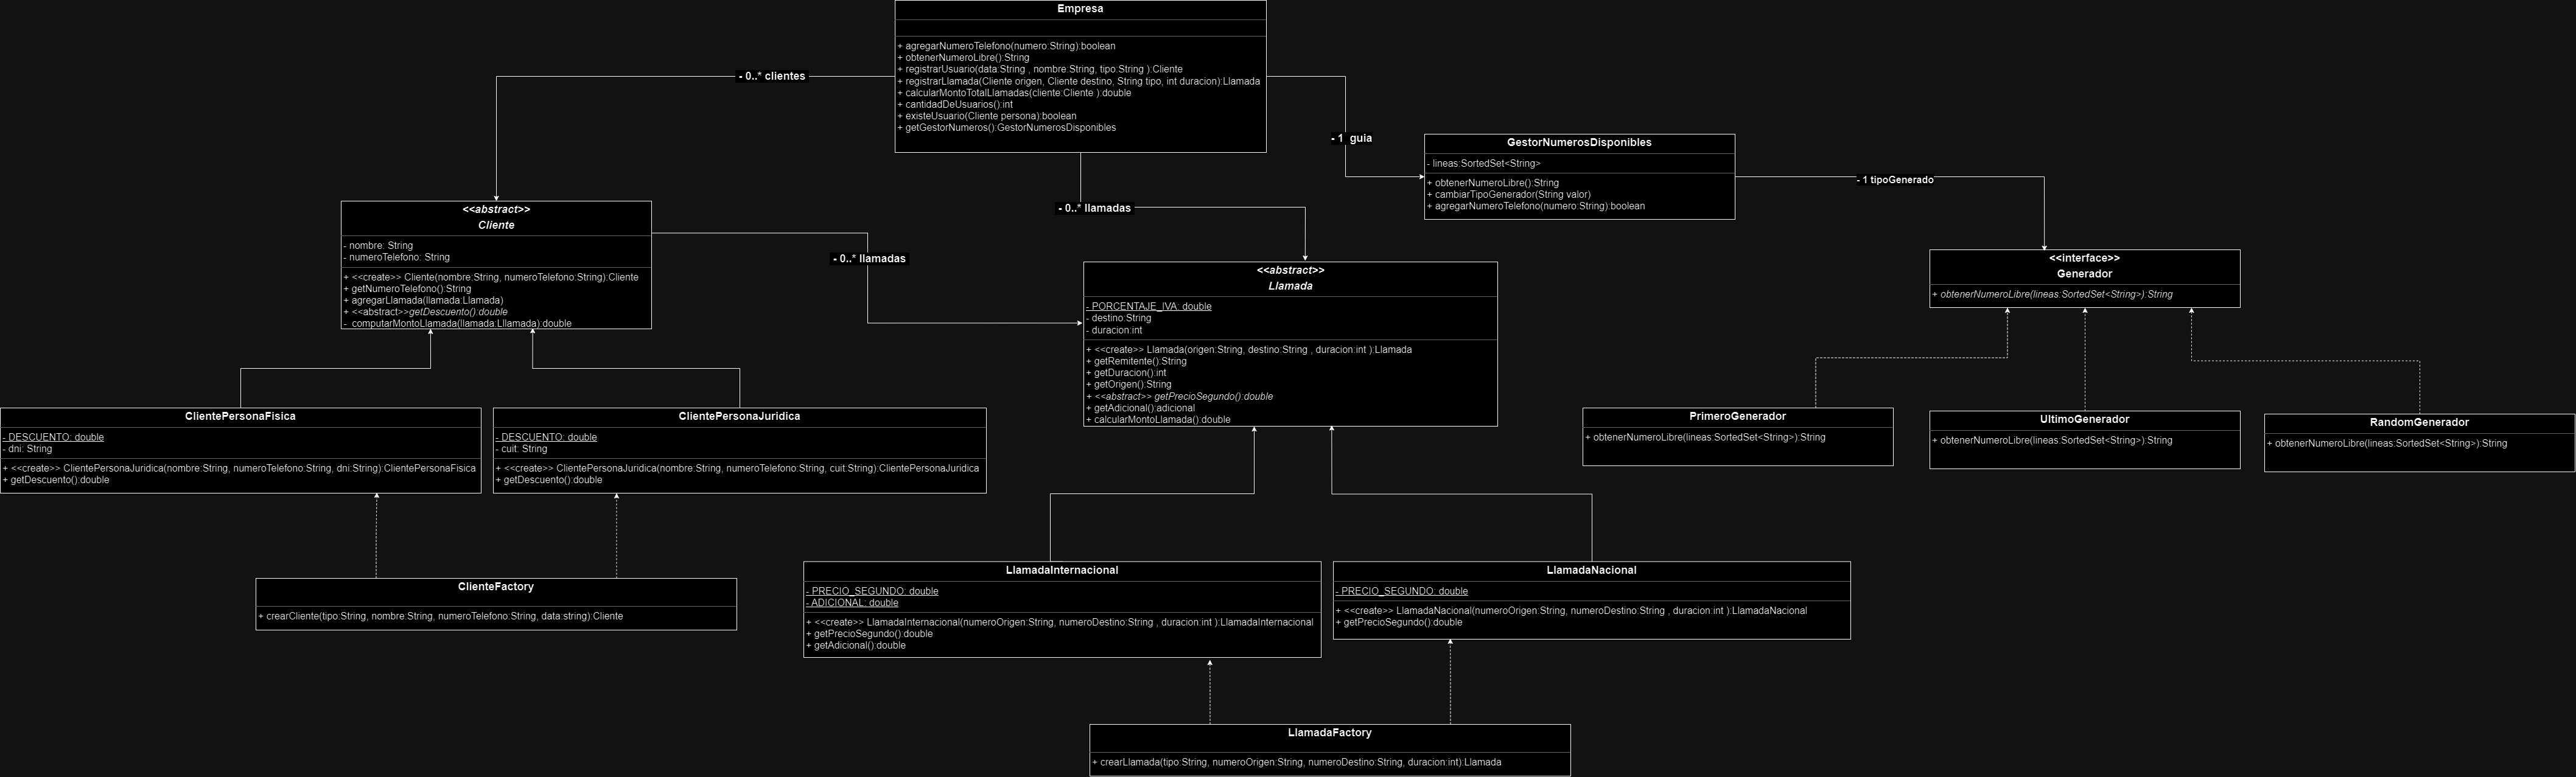 Empresa
+ agregarNumeroTelefono(numero:String):boolean
+ obtenerNumeroLibre():String
+ registrarUsuario(data:String , nombre:String, tipo:String ):Cliente
+ registrarLlamada(Cliente origen, Cliente destino, String tipo, int duracion):Llamada
+ calcularMontoTotalLlamadas(cliente:Cliente ):double
+ cantidadDeUsuarios():int
+ existeUsuario(Cliente persona):boolean
+ getGestorNumeros():GestorNumerosDisponibles
- 0..* clientes
- 1 guia
- 0..* llamadas
- 0..* llamadas
- 1 tipoGenerado
GestorNumerosDisponibles
- lineas:SortedSet<String>
+ obtenerNumeroLibre():String
+ cambiarTipoGenerador(String valor)
+ agregarNumeroTelefono(numero:String):boolean
<<abstract>>
Cliente
- nombre: String
- numeroTelefono: String
+ <<create>> Cliente(nombre:String, numeroTelefono:String):Cliente
+ getNumeroTelefono():String
+ agregarLlamada(llamada:Llamada)
+ <<abstract>>getDescuento():double
- computarMontoLlamada(llamada:Lllamada):double
<<abstract>>
Llamada
- PORCENTAJE_IVA: double
- destino:String
- duracion:int
+ <<create>> Llamada(origen:String, destino:String , duracion:int ):Llamada
+ getRemitente():String
+ getDuracion():int
+ getOrigen():String
+ <<abstract>> getPrecioSegundo():double
+ getAdicional():adicional
+ calcularMontoLlamada():double
<<interface>>
Generador
+ obtenerNumeroLibre(lineas:SortedSet<String>):String
ClientePersonaFisica
- DESCUENTO: double
- dni: String
+ <<create>> ClientePersonaJuridica(nombre:String, numeroTelefono:String, dni:String):ClientePersonaFisica
+ getDescuento():double
ClientePersonaJuridica
- DESCUENTO: double
- cuit: String
+ <<create>> ClientePersonaJuridica(nombre:String, numeroTelefono:String, cuit:String):ClientePersonaJuridica
+ getDescuento():double
PrimeroGenerador
+ obtenerNumeroLibre(lineas:SortedSet<String>):String
UltimoGenerador
+ obtenerNumeroLibre(lineas:SortedSet<String>):String
RandomGenerador
+ obtenerNumeroLibre(lineas:SortedSet<String>):String
ClienteFactory
+ crearCliente(tipo:String, nombre:String, numeroTelefono:String, data:string):Cliente
LlamadaInternacional
- PRECIO_SEGUNDO: double
- ADICIONAL: double
+ <<create>> LlamadaInternacional(numeroOrigen:String, numeroDestino:String , duracion:int ):LlamadaInternacional
+ getPrecioSegundo():double
+ getAdicional():double
LlamadaNacional
- PRECIO_SEGUNDO: double
+ <<create>> LlamadaNacional(numeroOrigen:String, numeroDestino:String , duracion:int ):LlamadaNacional
+ getPrecioSegundo():double
LlamadaFactory
+ crearLlamada(tipo:String, numeroOrigen:String, numeroDestino:String, duracion:int):Llamada